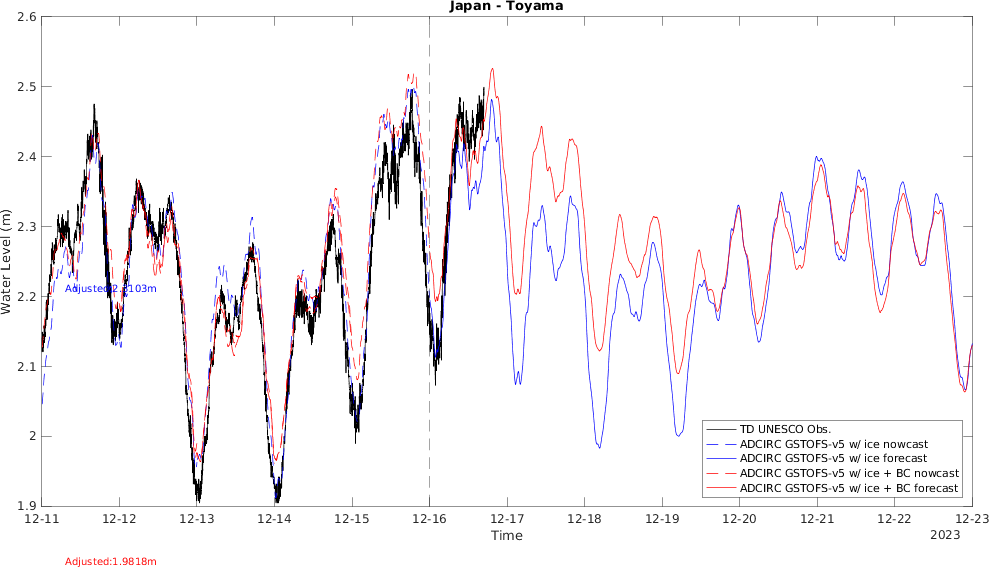 Japan - Toyama
2.6
2.5
2.4
2.3
2.2
2.1
2
1.9
Water Level (m)
Adjusted:2.2103m
12-11 12-12 12-13 12-14 12-15 12-16 12-17 12-18 12-19 12-20 12-21 12-22 12-23
2023
Time
TD UNESCO Obs.
ADCIRC GSTOFS-v5 w/ ice nowcast
ADCIRC GSTOFS-v5 w/ ice forecast
ADCIRC GSTOFS-v5 w/ ice + BC nowcast
ADCIRC GSTOFS-v5 w/ ice + BC forecast
Adjusted:1.9818m